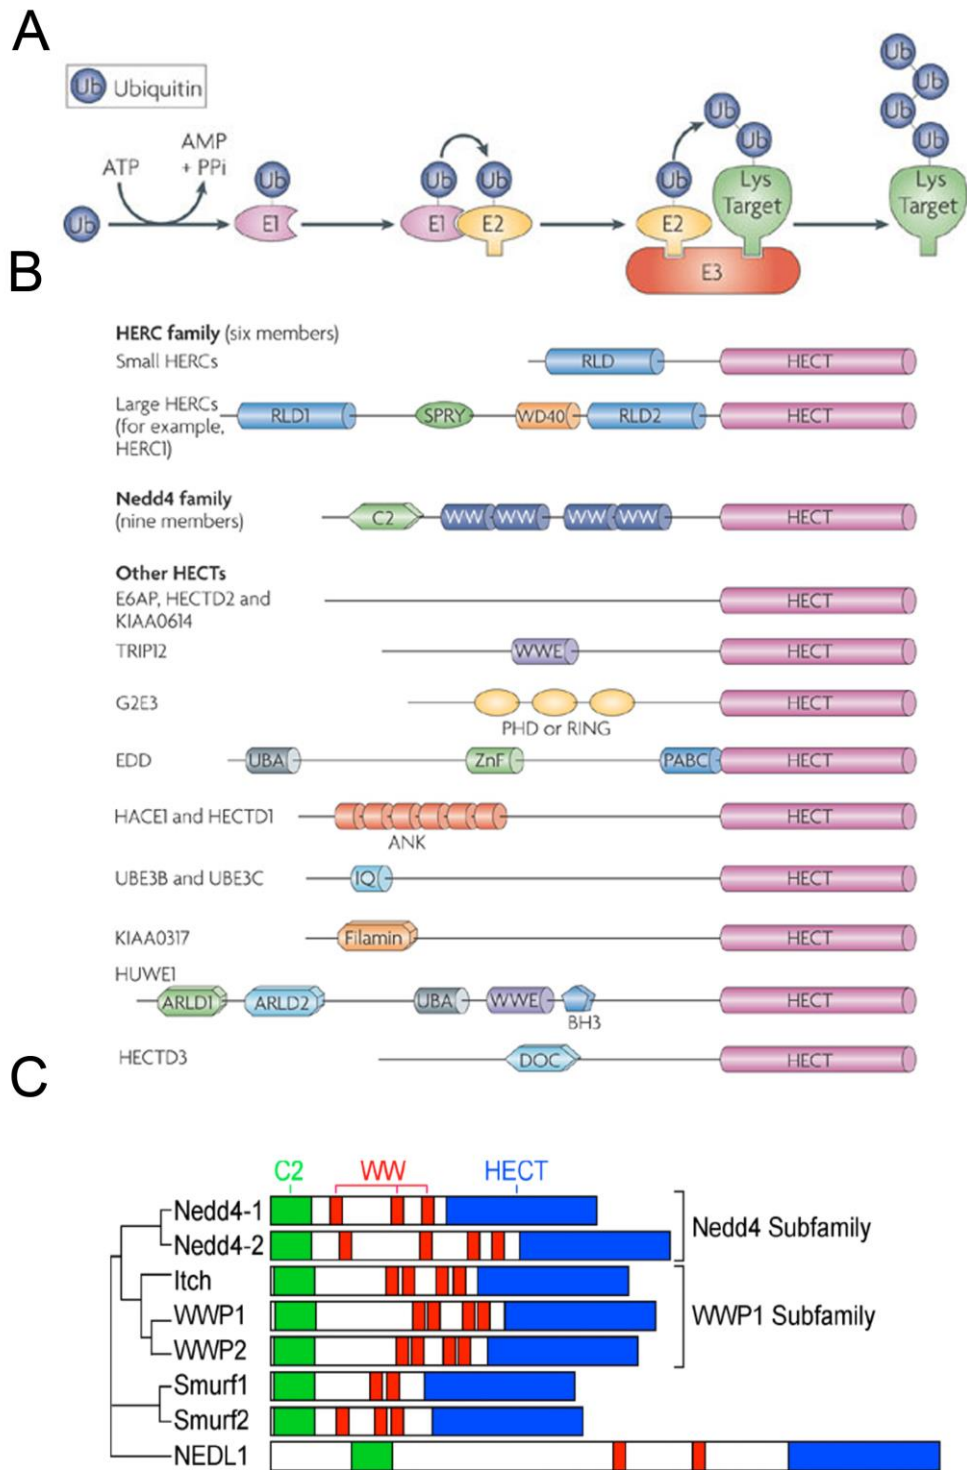 A
Ub Ubiquitin
AMP
+ PPi
ATP
Ub
Ub
E1
Ub
Ub
E1
E2
Ub
Ub
Ub
E2
Lys
Target
E3
Ub
Ub
Ub
Ub
Lys
Target
B
HERC family (six members)
Small HERCs
RLD
HECT
Large HERCs
(for example,
HERC1)
RLD1
SPRY
WD40
RLD2
HECT
Nedd4 family
(nine members)
C2
WW
WW
WW
WW
HECT
Other HECTs
E6AP, HECTD2 and
KIAA0614
HECT
TRIP12
WWE
HECT
G2E3
PHD or RING
HECT
EDD
UBA
ZnF
PABC
HECT
HACE1 and HECTD1
ANK
HECT
UBE3B and UBE3C
IQ
HECT
KIAA0317
Filamin
HECT
HUWE1
ARLD1
ARLD2
UBA
WWE
BH3
HECT
HECTD3
DOC
HECT
C
C2
WW
HECT
Nedd4-1
Nedd4-2
Nedd4 Subfamily
Itch
WWP1
WWP2
WWP1 Subfamily
Smurf1
Smurf2
NEDL1